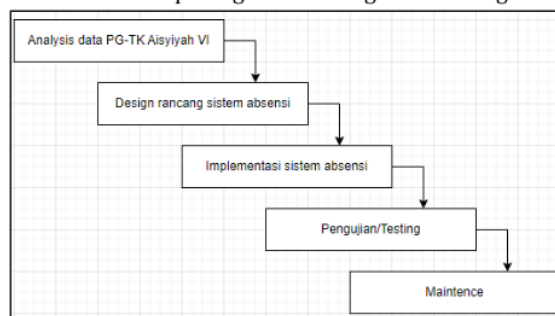 Analysis data PG-TK Aisyiyah VI
Design rancang sistem absensi
Implementasi sistem absensi
Pengujian/Testing
Maintence